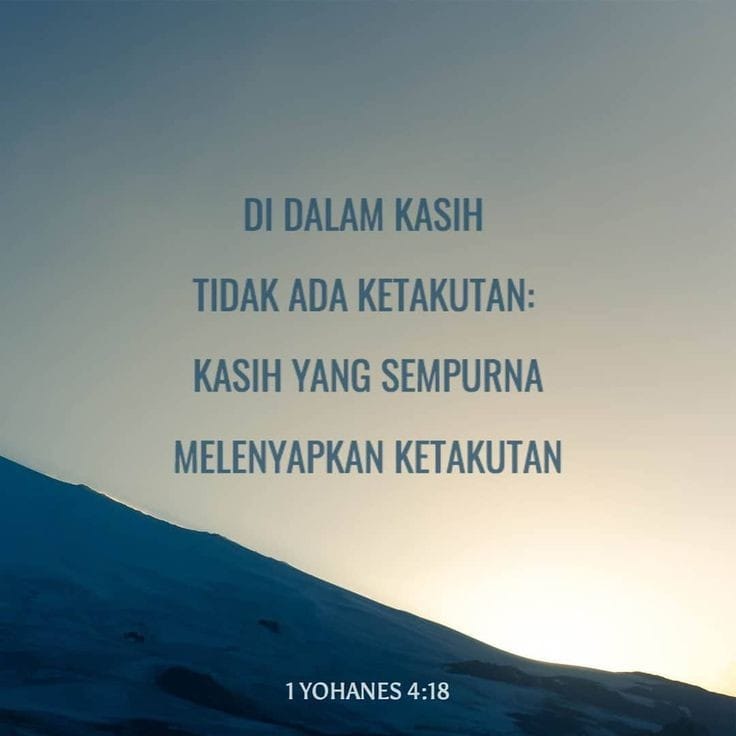 DI DALAM KASIH
TIDAK ADA KETAKUTAN:
KASIH YANG SEMPURNA
MELENYAPKAN KETAKUTAN
1 YOHANES 4:18